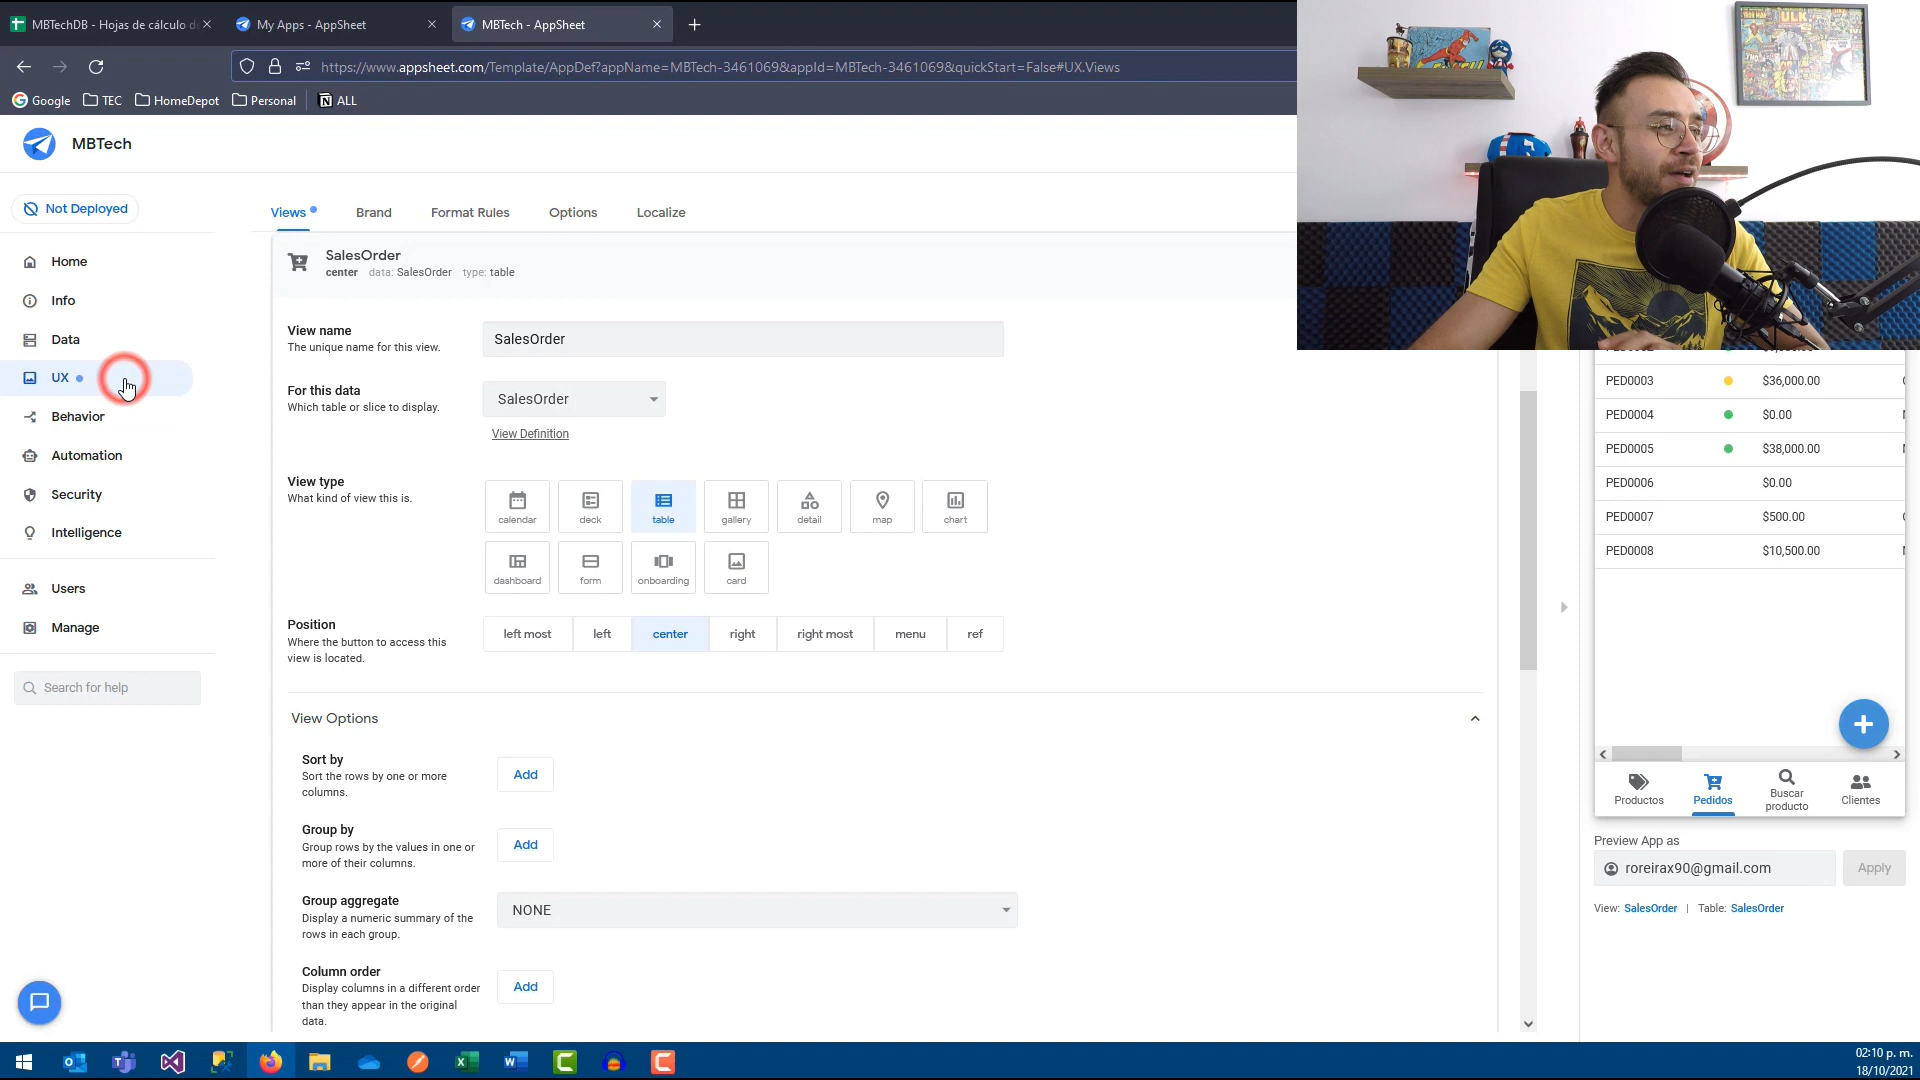 MBTechDB - Hojas de cálculo d
My Apps - AppSheet
MBTech - AppSheet
https://www.appsheet.com/Template/AppDef?appName=MBTech-3461069&appId=MBTech-3461069&quickStart=False#UX.Views
Google TEC HomeDepot Personal ALL
MBTech
Not Deployed
Home
Info
Data
UX
Behavior
Automation
Security
Intelligence
Users
Manage
Search for help
Views Brand Format Rules Options Localize
SalesOrder
center data: SalesOrder type: table
View name
The unique name for this view.
SalesOrder
For this data
Which table or slice to display.
SalesOrder
View Definition
View type
What kind of view this is.
calendar deck table gallery detail map chart
dashboard form onboarding card
Position
Where the button to access this
view is located.
left most left center right right most menu ref
View Options
Sort by
Sort the rows by one or more
columns.
Add
Group by
Group rows by the values in one or
more of their columns.
Add
Group aggregate
Display a numeric summary of the
rows in each group.
NONE
Column order
Display columns in a different order
than they appear in the original
data.
Add
ULK
PED0003 $36,000.00
PED0004 $0.00
PED0005 $38,000.00
PED0006 $0.00
PED0007 $500.00
PED0008 $10,500.00
Productos
Pedidos
Buscar
producto
Clientes
Preview App as
roreirax90@gmail.com
Apply
View: SalesOrder | Table: SalesOrder
02:10 p. m.
18/10/2021